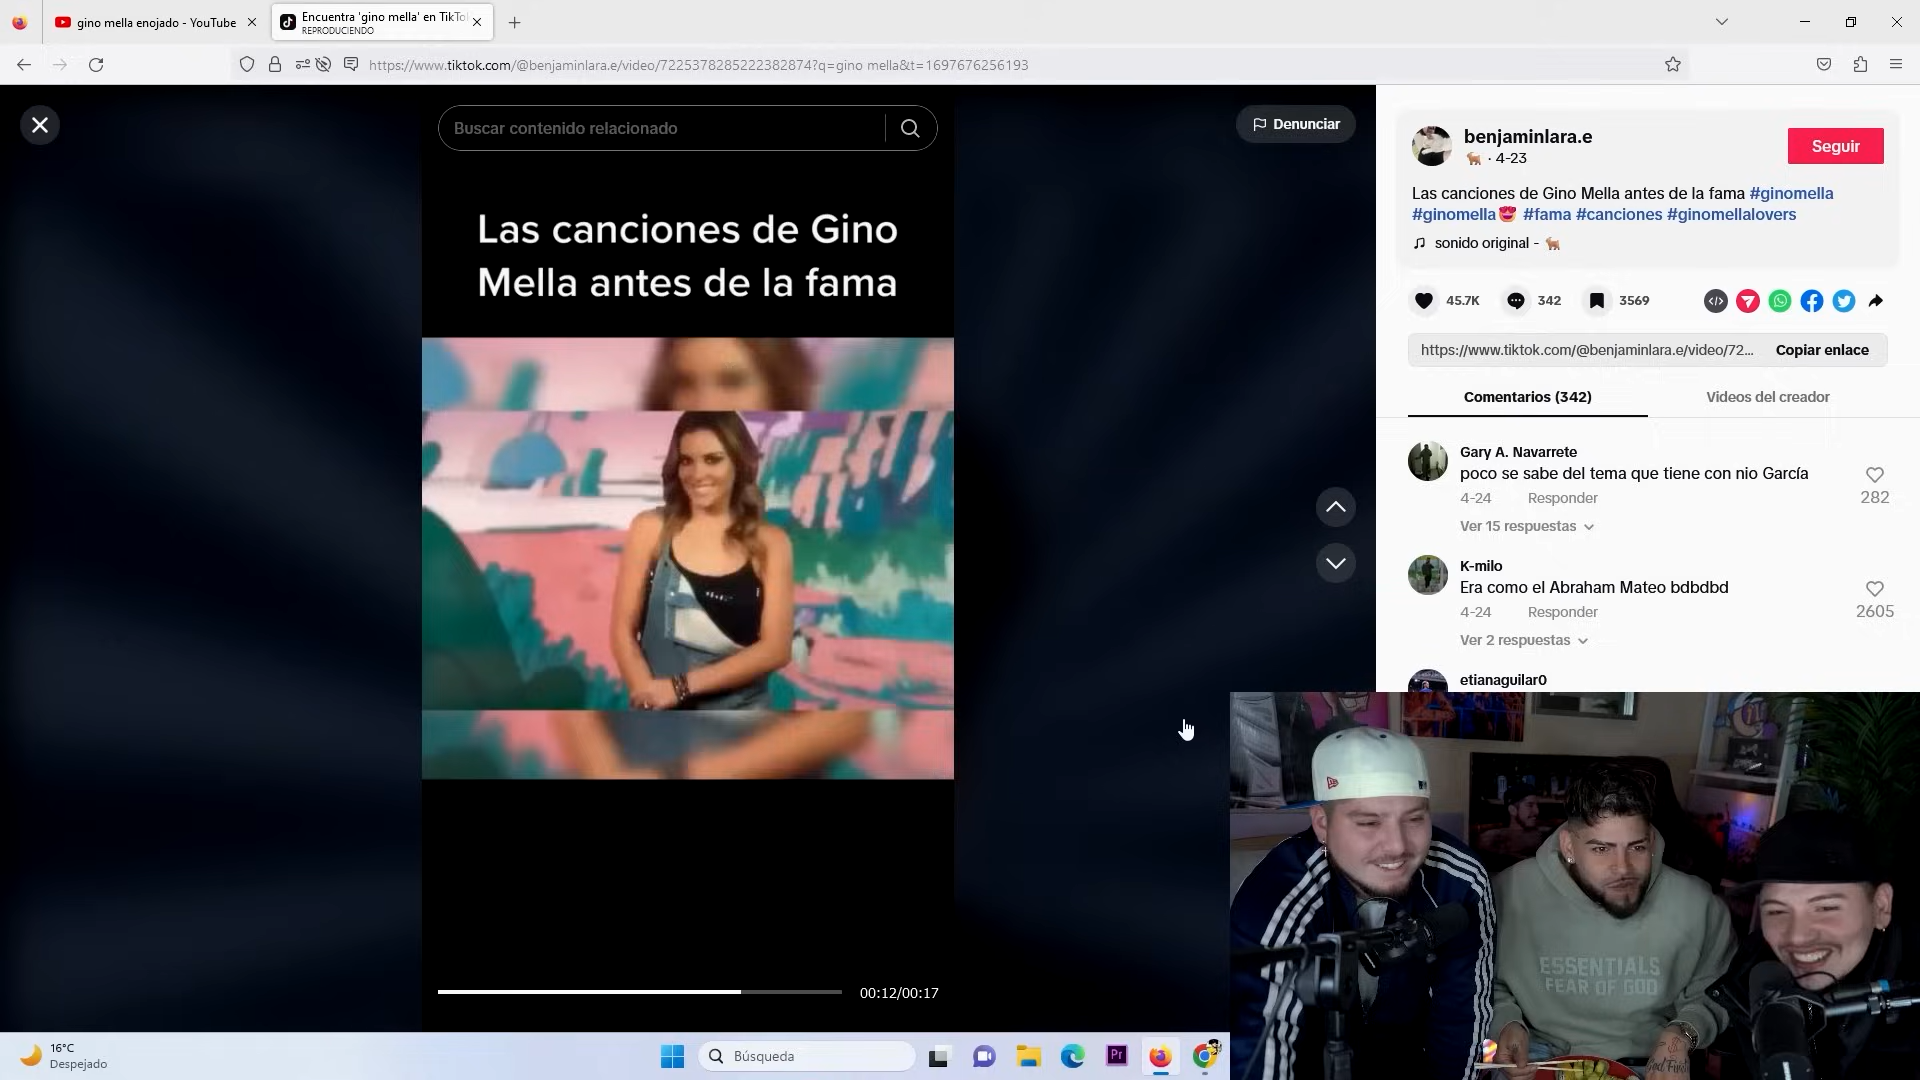 gino mella enojado - YouTube
Encuentra 'gino mella' en TikTo
REPRODUCIENDO
https://www.tiktok.com/@benjaminlara.e/video/7225378285222382874?q=gino mella&t=1697676256193
Buscar contenido relacionado
Denunciar
Las canciones de Gino
Mella antes de la fama
00:12/00:17
benjaminlara.e
· 4-23
Seguir
Las canciones de Gino Mella antes de la fama #ginomella
#ginomella #fama #canciones #ginomellalovers
sonido original -
45.7K
342
3569
https://www.tiktok.com/@benjaminlara.e/video/72...
Copiar enlace
Comentarios (342)
Videos del creador
Gary A. Navarrete
poco se sabe del tema que tiene con nio García
4-24
Responder
282
Ver 15 respuestas
K-milo
Era como el Abraham Mateo bdbdbd
4-24
Responder
2605
Ver 2 respuestas
etianaguilar0
ESSENTIALS
FEAR OF GOD
16°C
Despejado
Búsqueda
Pr